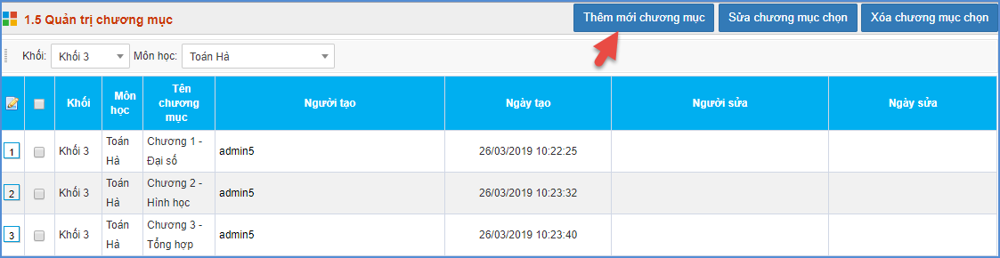 1.5 Quản trị chương mục
Thêm mới chương mục Sửa chương mục chọn Xóa chương mục chọn
Khối: Khối 3 Môn học: Toán Hà
Khối Môn học Tên chương mục Người tạo Ngày tạo Người sửa Ngày sửa
1 Khối 3 Toán Hà Chương 1 - Đại số admin5 26/03/2019 10:22:25
2 Khối 3 Toán Hà Chương 2 - Hình học admin5 26/03/2019 10:23:32
3 Khối 3 Toán Hà Chương 3 - Tổng hợp admin5 26/03/2019 10:23:40